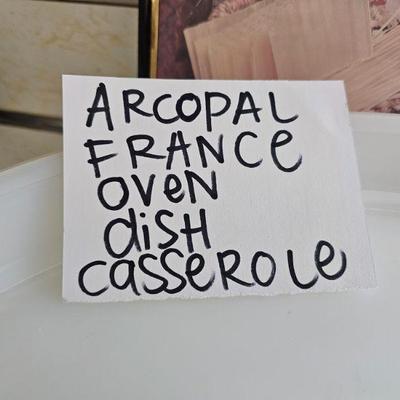 ARCOPAL
FRANCe
OVeN
diSH
CASSeROLe